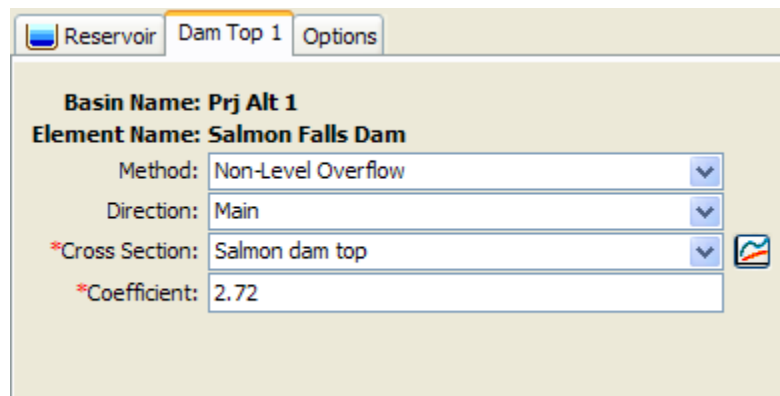 Reservoir Dam Top 1 Options
Basin Name: Prj Alt 1
Element Name: Salmon Falls Dam
Method: Non-Level Overflow
Direction: Main
*Cross Section: Salmon dam top
*Coefficient: 2.72